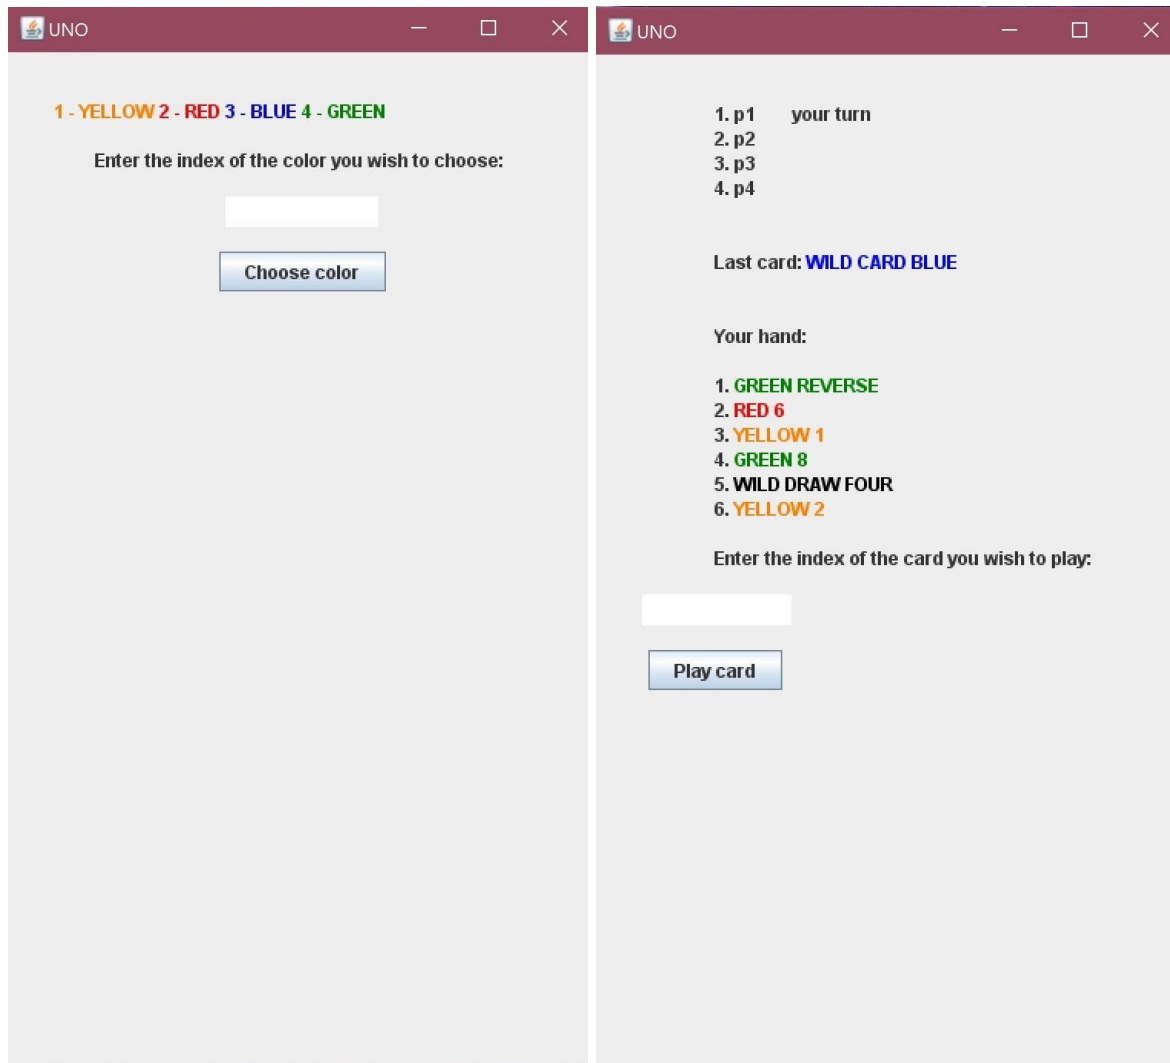 UNO
1 - YELLOW 2 - RED 3 - BLUE 4 - GREEN
Enter the index of the color you wish to choose:
Choose color
UNO
1. p1 your turn
2. p2
3. p3
4. p4
Last card: WILD CARD BLUE
Your hand:
1. GREEN REVERSE
2. RED 6
3. YELLOW 1
4. GREEN 8
5. WILD DRAW FOUR
6. YELLOW 2
Enter the index of the card you wish to play:
Play card